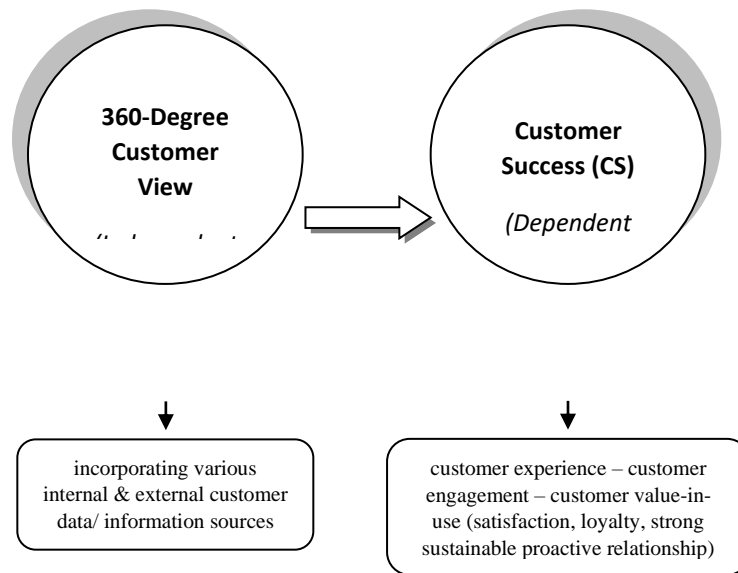 360-Degree
Customer
View
Customer
Success (CS)
(Dependent
incorporating various
internal & external customer
data/ information sources
customer experience – customer
engagement – customer value-in-
use (satisfaction, loyalty, strong
sustainable proactive relationship)